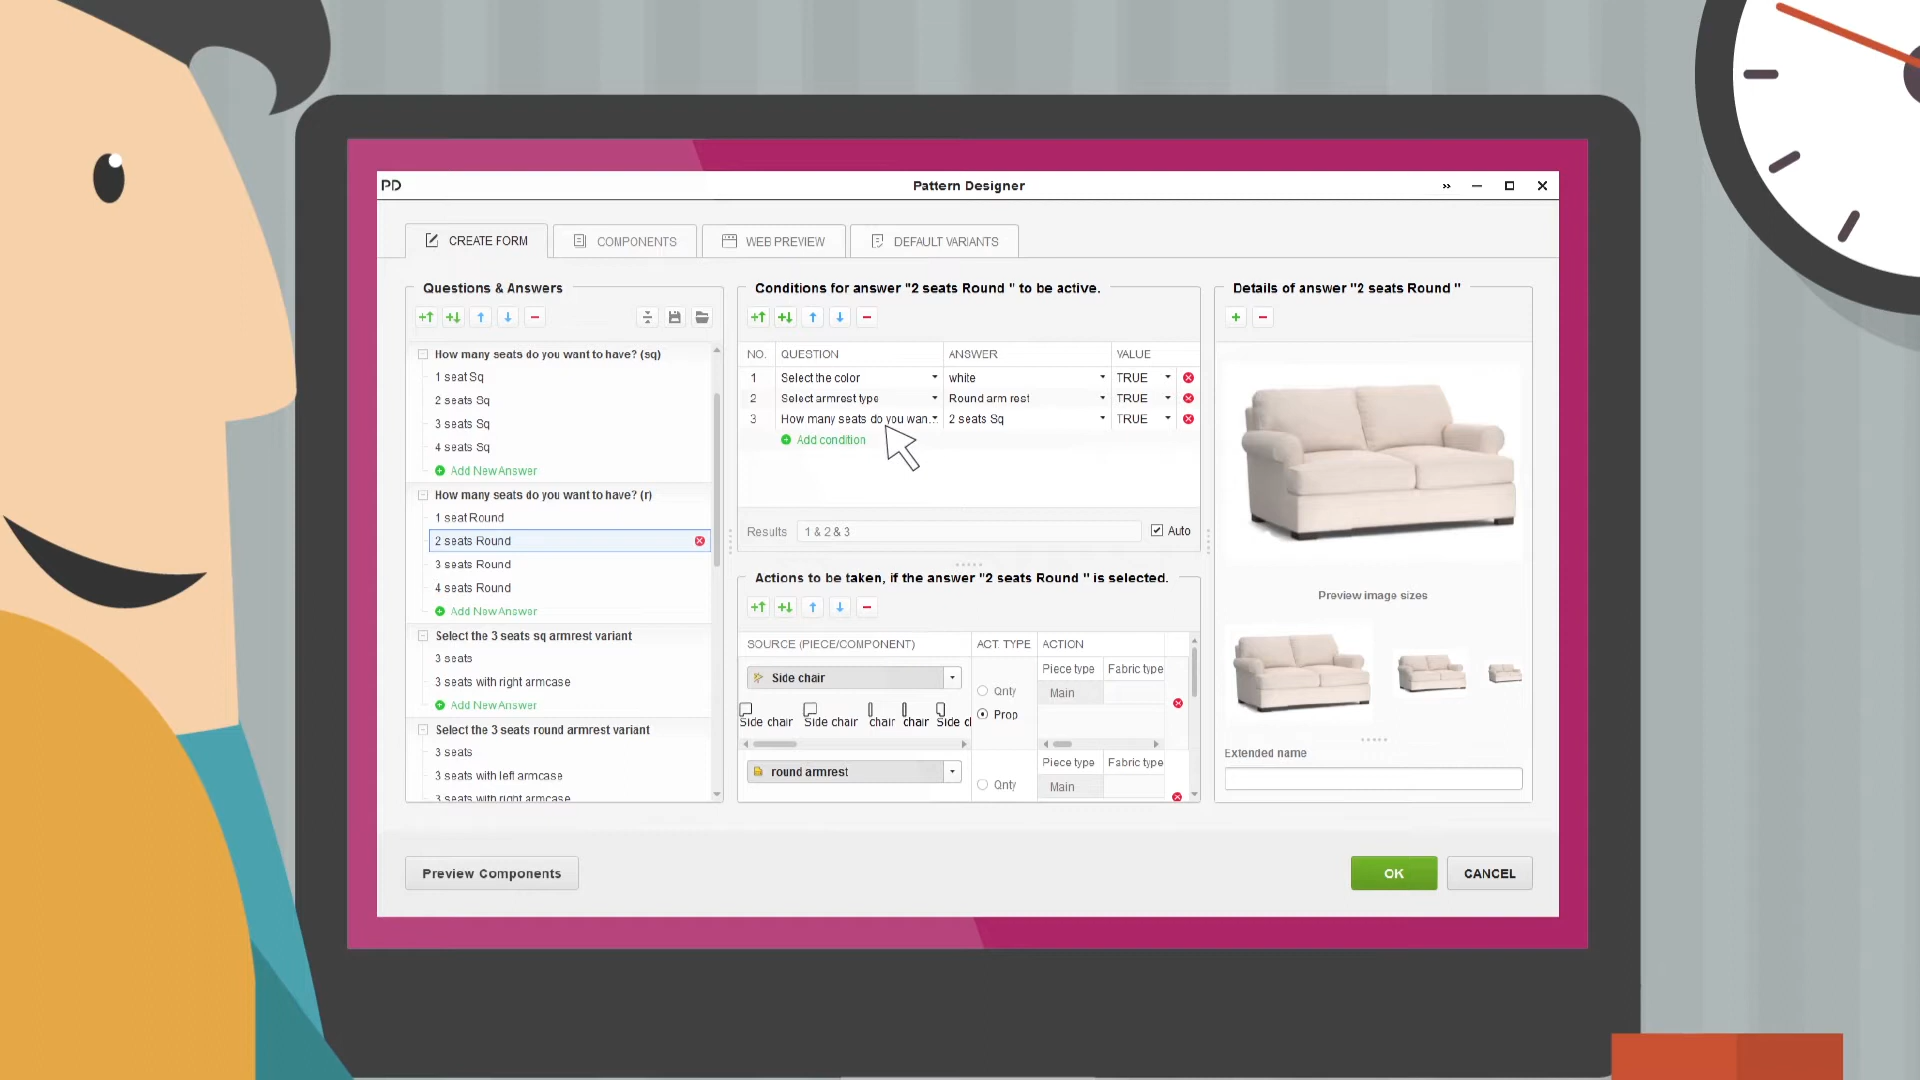 PD
Pattern Designer
CREATE FORM
COMPONENTS
WEB PREVIEW
DEFAULT VARIANTS
Questions & Answers
How many seats do you want to have? (sq)
1 seat Sq
2 seats Sq
3 seats Sq
4 seats Sq
Add New Answer
How many seats do you want to have? (r)
1 seat Round
2 seats Round
3 seats Round
4 seats Round
Add New Answer
Select the 3 seats sq armrest variant
3 seats
3 seats with right armcase
Add New Answer
Select the 3 seats round armrest variant
3 seats
3 seats with left armcase
3 seats with right armcase
Conditions for answer "2 seats Round " to be active.
NO. QUESTION ANSWER VALUE
1 Select the color white TRUE
2 Select armrest type Round arm rest TRUE
3 How many seats do you wan... 2 seats Sq TRUE
Add condition
Results 1 & 2 & 3 Auto
Actions to be taken, if the answer "2 seats Round " is selected.
SOURCE (PIECE/COMPONENT) ACT. TYPE ACTION
Side chair
Side chair Side chair chair chair Side cl
Qnty
Prop
Piece type Fabric type
Main
round armrest
Qnty
Piece type Fabric type
Main
Details of answer "2 seats Round "
Preview image sizes
Extended name
Preview Components
OK
CANCEL